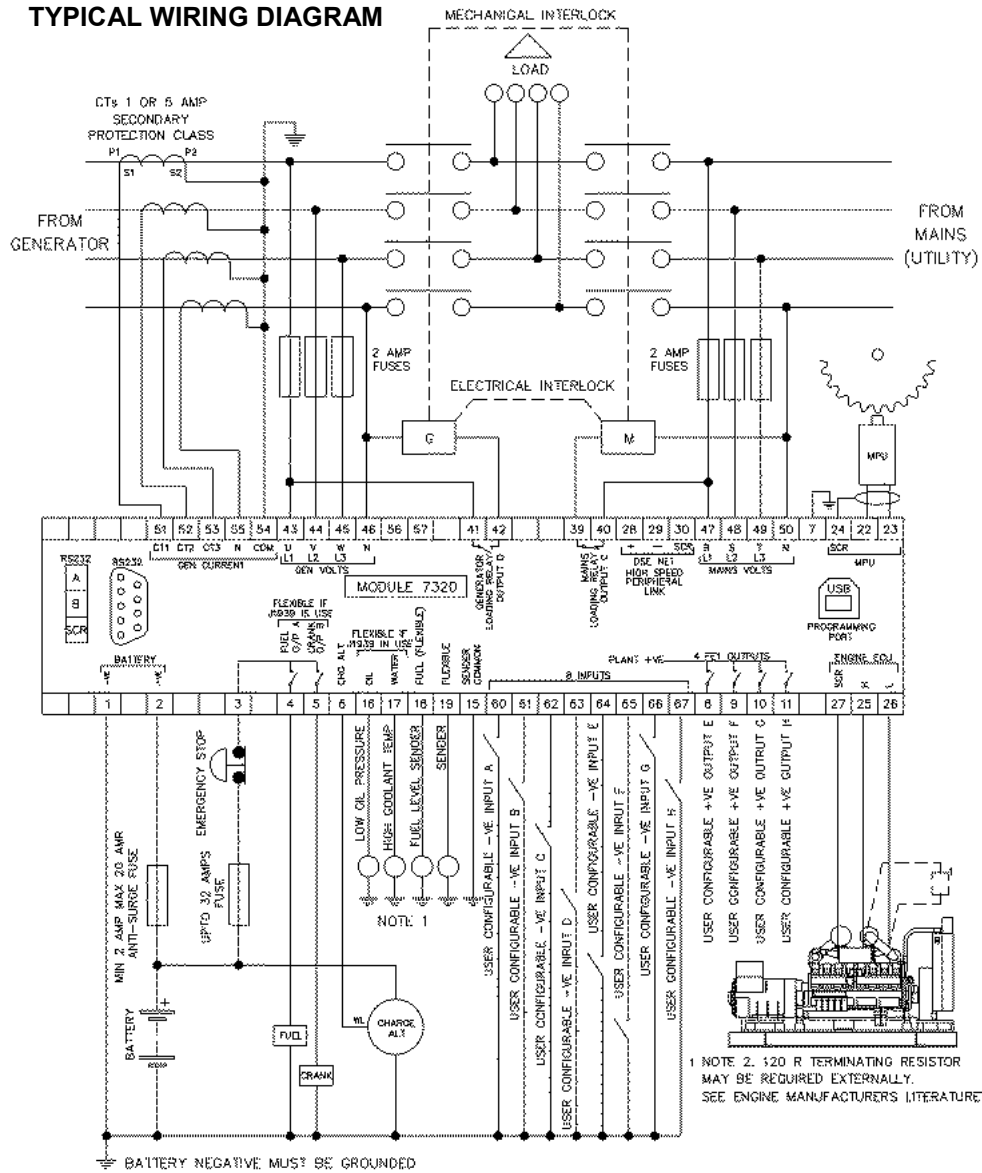 TYPICAL WIRING DIAGRAM
MECHANICAL INTERLOCK
LOAD
CTs 1 OR 5 AMP
SECONDARY
PROTECTION CLASS
P1
P2
S1
S2
FROM
GENERATOR
FROM
MAINS
(UTILITY)
2 AMP
FUSES
2 AMP
FUSES
ELECTRICAL INTERLOCK
G
M
MPU
51 52 53 55 54 43 44 45 46 56 57 41 42 39 40 28 29 30 47 48 49 50 7 24 22 23
CT1 CT2 CT3 N COM
GEN CURRENT
U V W N
L1 L2 L3
GEN VOLTS
GENERATOR
LOADING RELAY
OUTPUT D
MAINS
LOADING RELAY
OUTPUT C
+ − SCR
DSE NET
HIGH SPEED
PERIPHERAL
LINK
R S T N
L1 L2 L3
MAINS VOLTS
SCR
MPU
RS232
A
B
SCR
RS232
MODULE 7320
USB
PROGRAMMING
PORT
BATTERY
-VE
FLEXIBLE IF
J1939 IS USE
FUEL
O/P A
CRANK
O/P B
CHG ALT
FLEXIBLE IF
J1939 IN USE
OIL
WATER
FUEL (FLEXIBLE)
FLEXIBLE
SENDER
COMMON
8 INPUTS
PLANT +VE
4 FET OUTPUTS
ENGINE ECU
SCR
H
L
1 2 3 4 5 6 16 17 18 19 15 60 61 62 63 64 65 66 67 8 9 10 11 27 25 26
MIN 2 AMP MAX 20 AMP
ANTI-SURGE FUSE
EMERGENCY STOP
UPTO 32 AMPS
FUSE
BATTERY
FUEL
CRANK
WL
CHARGE
ALT
LOW OIL PRESSURE
HIGH COOLANT TEMP
FUEL LEVEL SENDER
SENDER
NOTE 1
USER CONFIGURABLE -VE INPUT A
USER CONFIGURABLE -VE INPUT B
USER CONFIGURABLE -VE INPUT C
USER CONFIGURABLE -VE INPUT D
USER CONFIGURABLE -VE INPUT E
USER CONFIGURABLE -VE INPUT F
USER CONFIGURABLE -VE INPUT G
USER CONFIGURABLE -VE INPUT H
USER CONFIGURABLE +VE OUTPUT E
USER CONFIGURABLE +VE OUTPUT F
USER CONFIGURABLE +VE OUTPUT G
USER CONFIGURABLE +VE OUTPUT H
NOTE 2. 120 R TERMINATING RESISTOR
MAY BE REQUIRED EXTERNALLY.
SEE ENGINE MANUFACTURERS LITERATURE
BATTERY NEGATIVE MUST BE GROUNDED